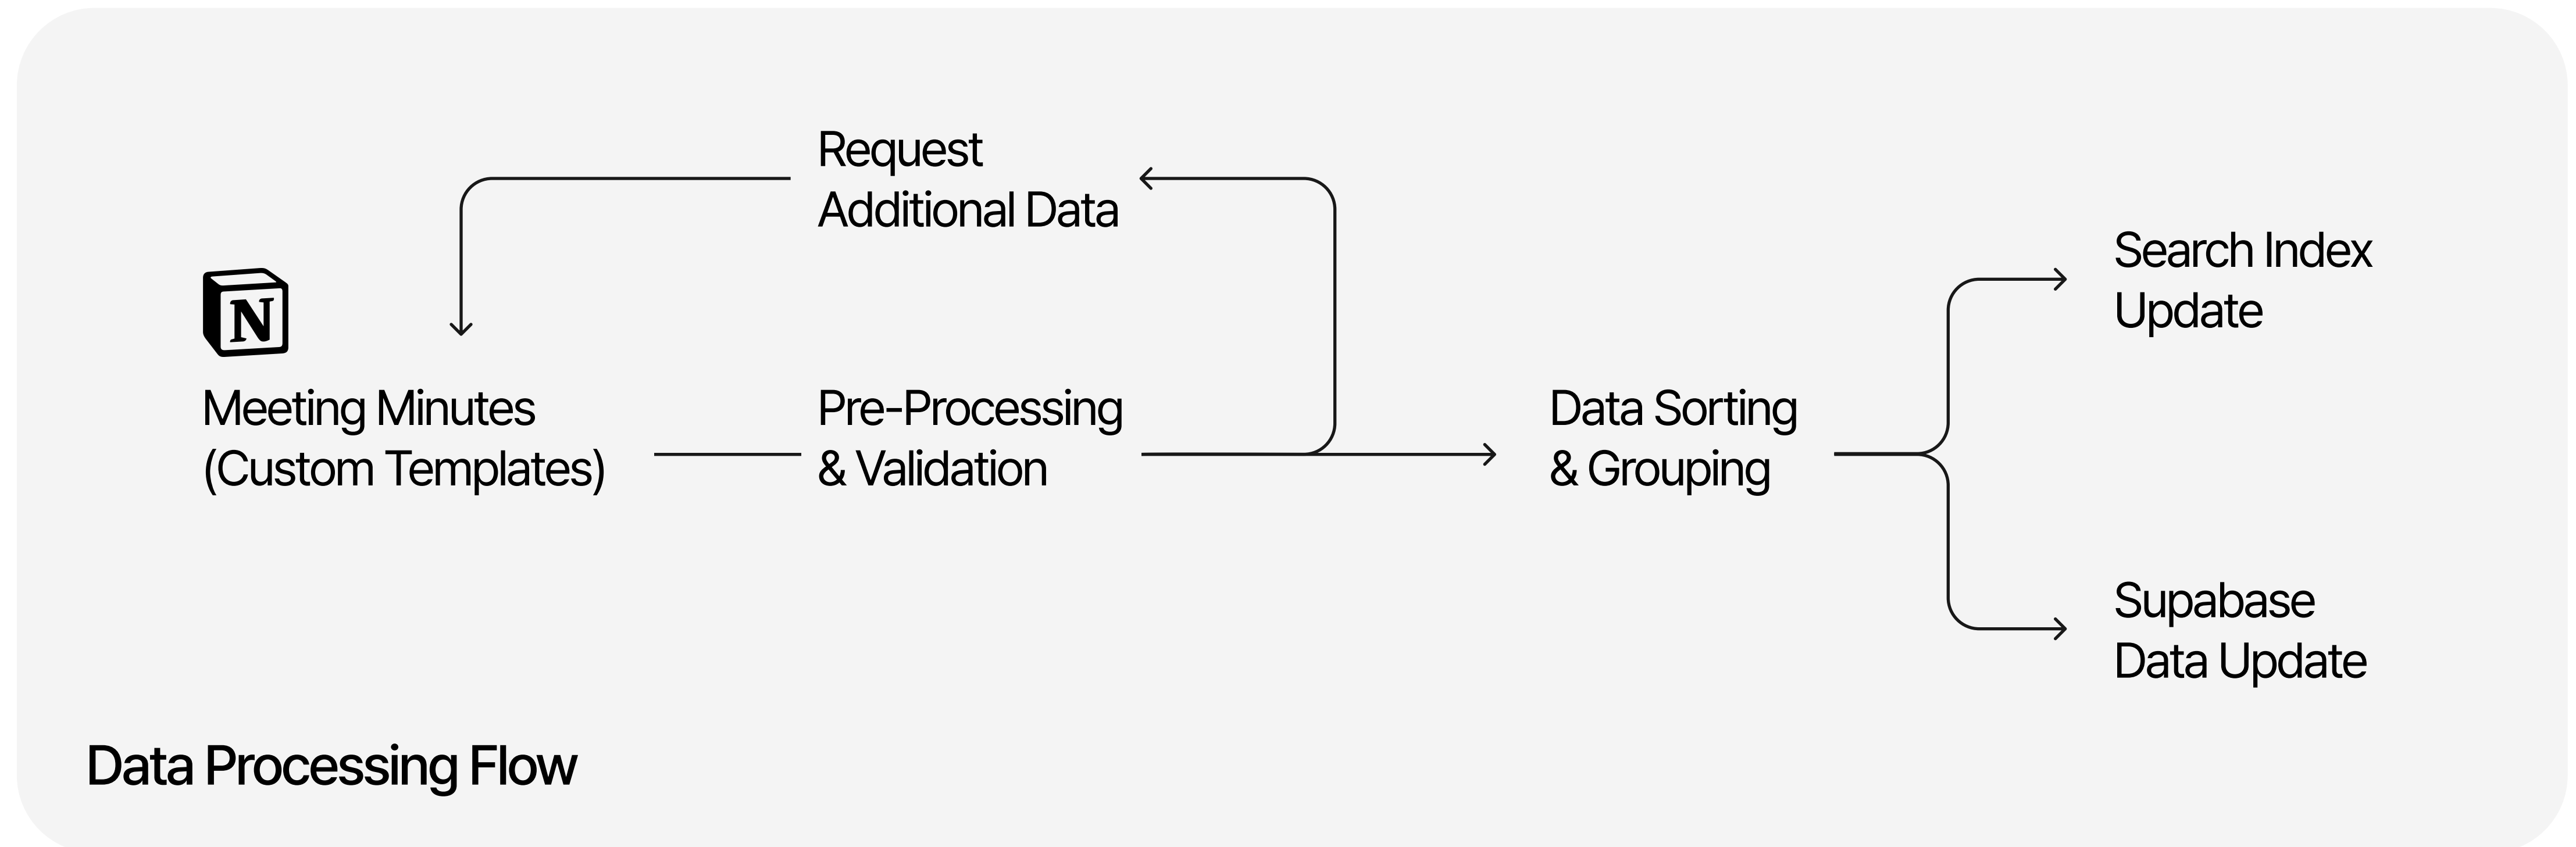 Request
Additional Data
N
Meeting Minutes
(Custom Templates)
Pre-Processing
& Validation
Data Sorting
& Grouping
Search Index
Update
Supabase
Data Update
Data Processing Flow